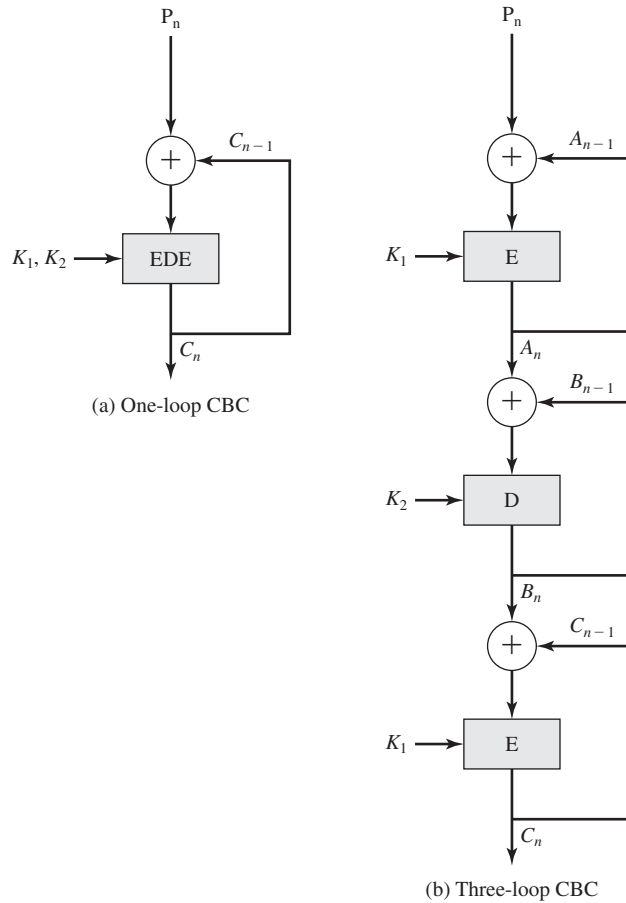 P_n
C_{n−1}
K_1, K_2
EDE
C_n
(a) One-loop CBC
P_n
A_{n−1}
K_1
E
A_n
B_{n−1}
K_2
D
B_n
C_{n−1}
K_1
E
C_n
(b) Three-loop CBC